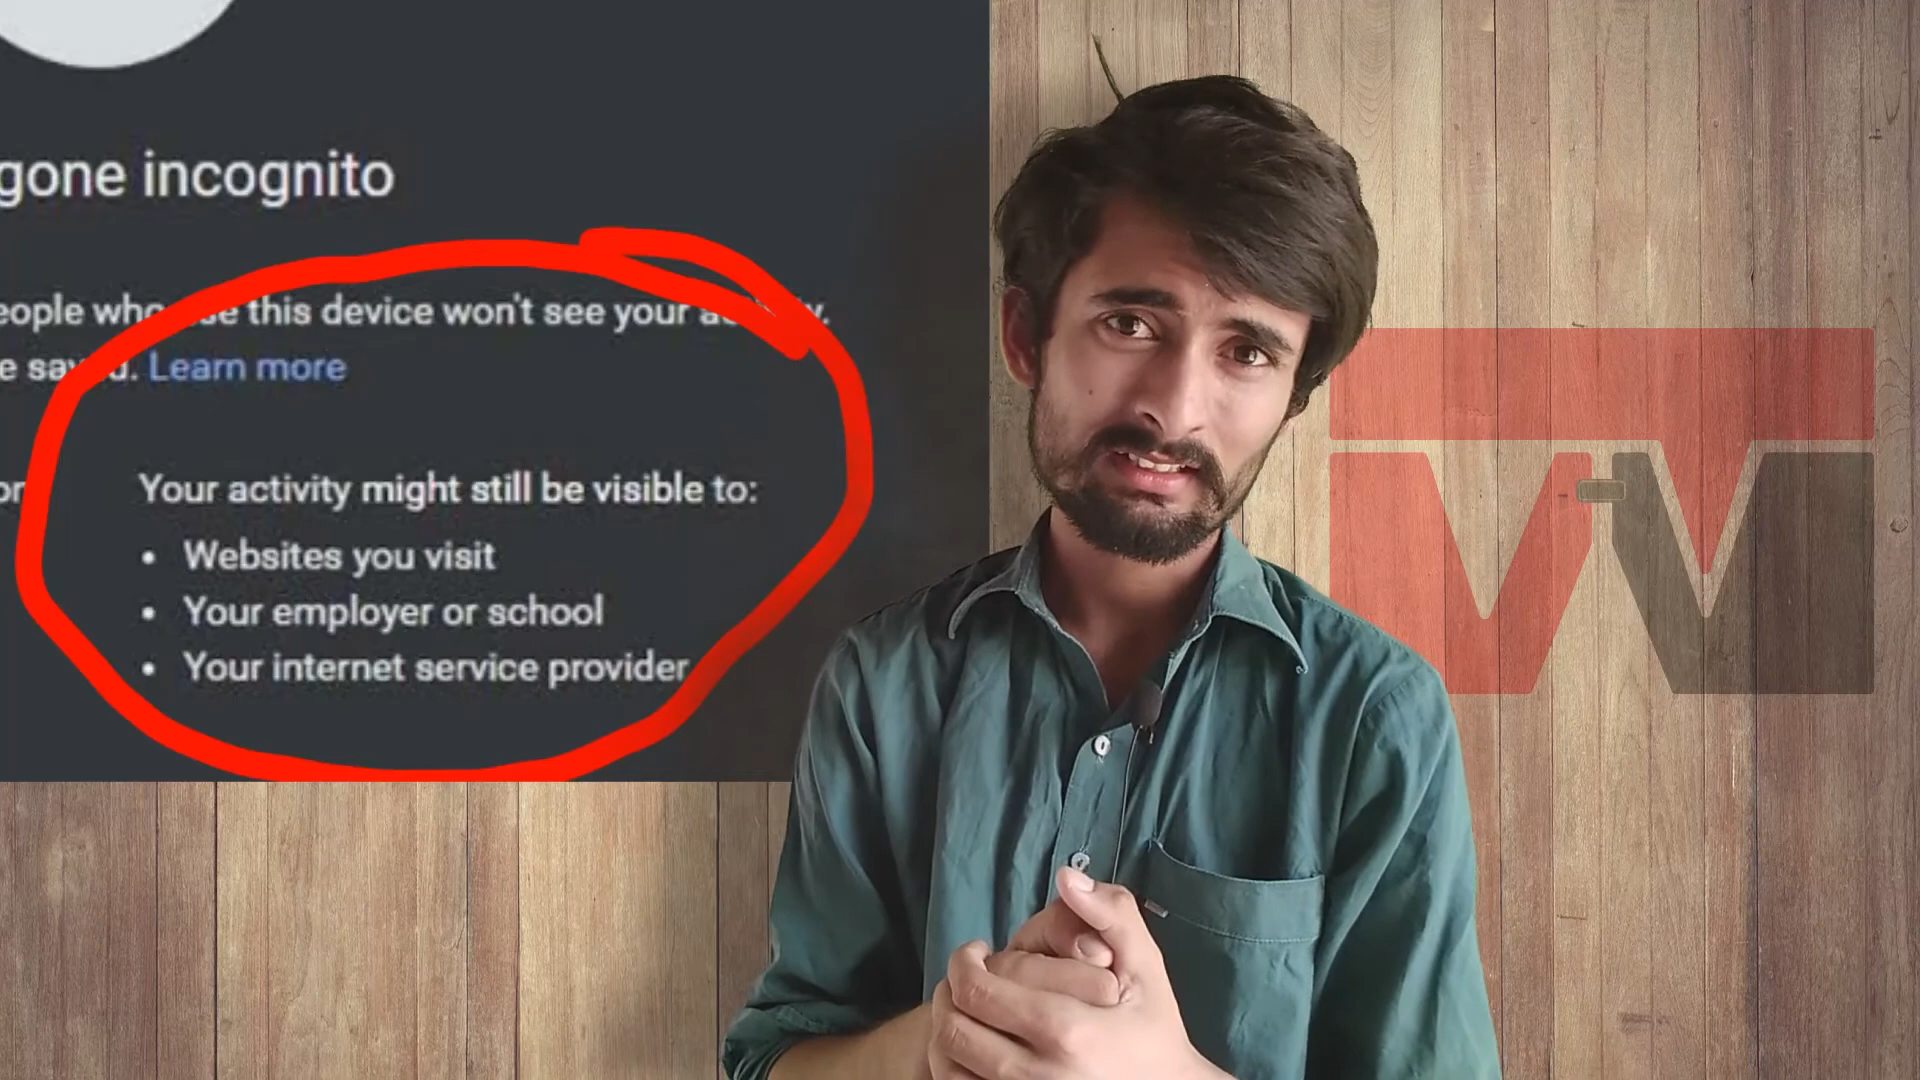 gone incognito
this device won't see your
Learn more
Your activity might still be visible to:
• Websites you visit
• Your employer or school
• Your internet service provider